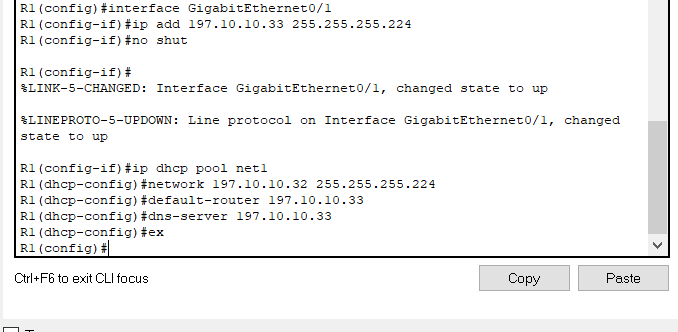 R1(config)#interface GigabitEthernet0/1
R1(config-if)#ip add 197.10.10.33 255.255.255.224
R1(config-if)#no shut
R1(config-if)#
%LINK-5-CHANGED: Interface GigabitEthernet0/1, changed state to up
%LINEPROTO-5-UPDOWN: Line protocol on Interface GigabitEthernet0/1, changed
state to up
R1(config-if)#ip dhcp pool net1
R1(dhcp-config)#network 197.10.10.32 255.255.255.224
R1(dhcp-config)#default-router 197.10.10.33
R1(dhcp-config)#dns-server 197.10.10.33
R1(dhcp-config)#ex
R1(config)#
Ctrl+F6 to exit CLI focus
Copy
Paste